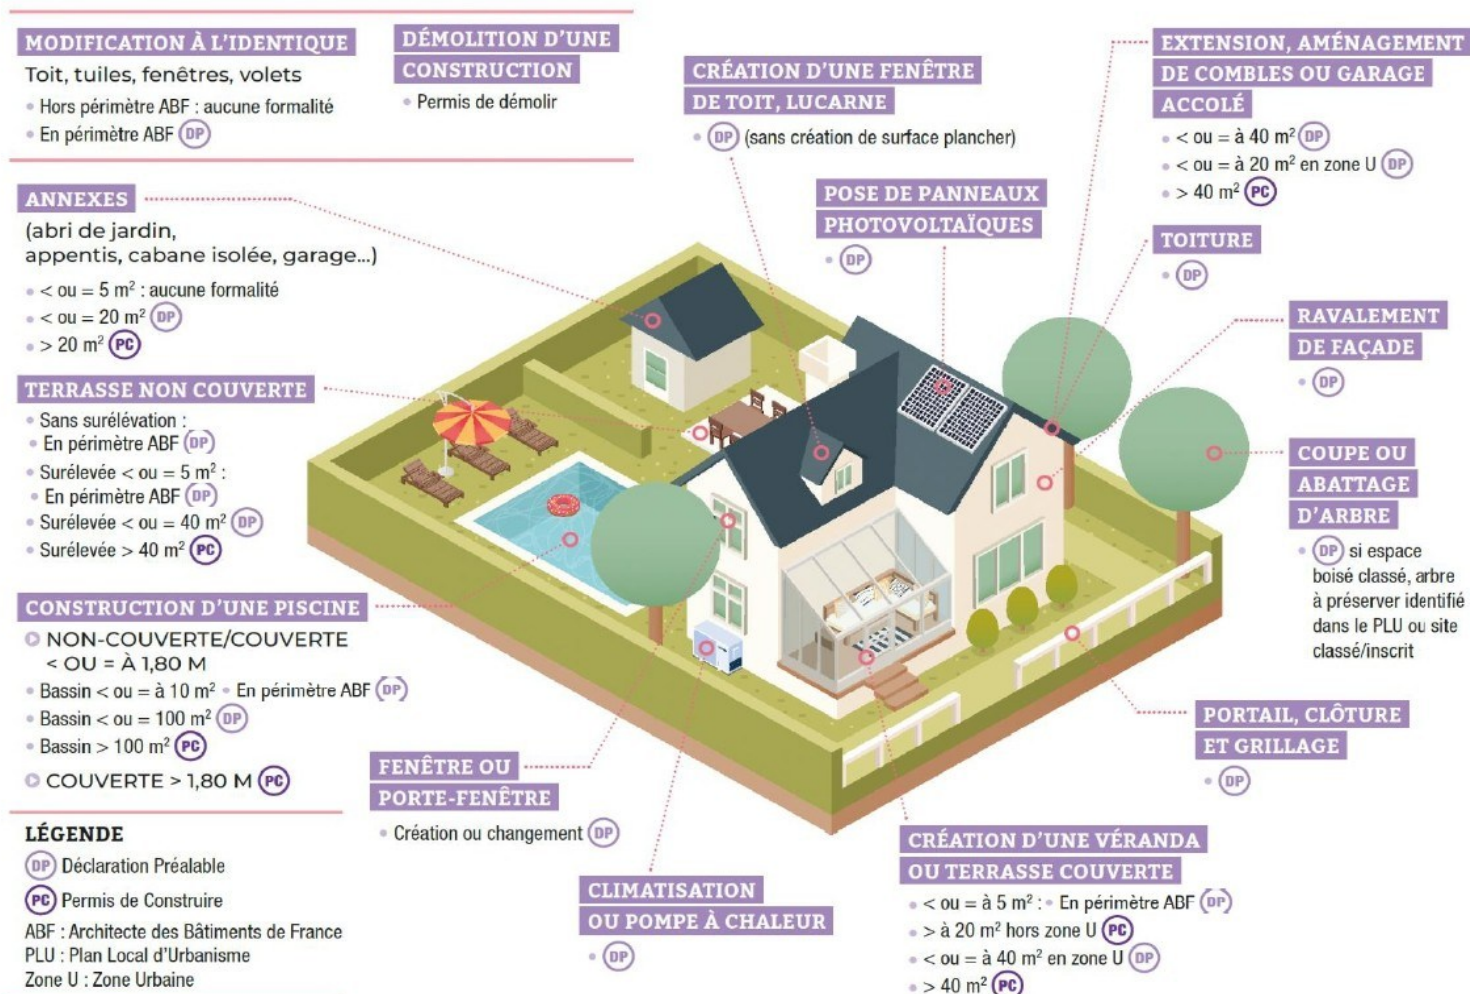 MODIFICATION À L'IDENTIQUE
Toit, tuiles, fenêtres, volets
• Hors périmètre ABF : aucune formalité
• En périmètre ABF DP
DÉMOLITION D'UNE
CONSTRUCTION
• Permis de démolir
CRÉATION D'UNE FENÊTRE
DE TOIT, LUCARNE
• DP (sans création de surface plancher)
POSE DE PANNEAUX
PHOTOVOLTAÏQUES
• DP
EXTENSION, AMÉNAGEMENT
DE COMBLES OU GARAGE
ACCOLÉ
• < ou = à 40 m² DP
• < ou = à 20 m² en zone U DP
• > 40 m² PC
TOITURE
• DP
RAVALEMENT
DE FAÇADE
• DP
COUPE OU
ABATTAGE
D'ARBRE
• DP si espace
boisé classé, arbre
à préserver identifié
dans le PLU ou site
classé/inscrit
PORTAIL, CLÔTURE
ET GRILLAGE
• DP
ANNEXES
(abri de jardin,
appentis, cabane isolée, garage...)
• < ou = 5 m² : aucune formalité
• < ou = 20 m² DP
• > 20 m² PC
TERRASSE NON COUVERTE
• Sans surélévation :
• En périmètre ABF DP
• Surélevée < ou = 5 m² :
• En périmètre ABF DP
• Surélevée < ou = 40 m² DP
• Surélevée > 40 m² PC
CONSTRUCTION D'UNE PISCINE
NON-COUVERTE/COUVERTE
< OU = À 1,80 M
• Bassin < ou = à 10 m² • En périmètre ABF DP
• Bassin < ou = 100 m² DP
• Bassin > 100 m² PC
COUVERTE > 1,80 M PC
FENÊTRE OU
PORTE-FENÊTRE
• Création ou changement DP
CLIMATISATION
OU POMPE À CHALEUR
• DP
CRÉATION D'UNE VÉRANDA
OU TERRASSE COUVERTE
• < ou = à 5 m² : • En périmètre ABF DP
• > à 20 m² hors zone U PC
• < ou = à 40 m² en zone U DP
• > 40 m² PC
LÉGENDE
DP Déclaration Préalable
PC Permis de Construire
ABF : Architecte des Bâtiments de France
PLU : Plan Local d'Urbanisme
Zone U : Zone Urbaine